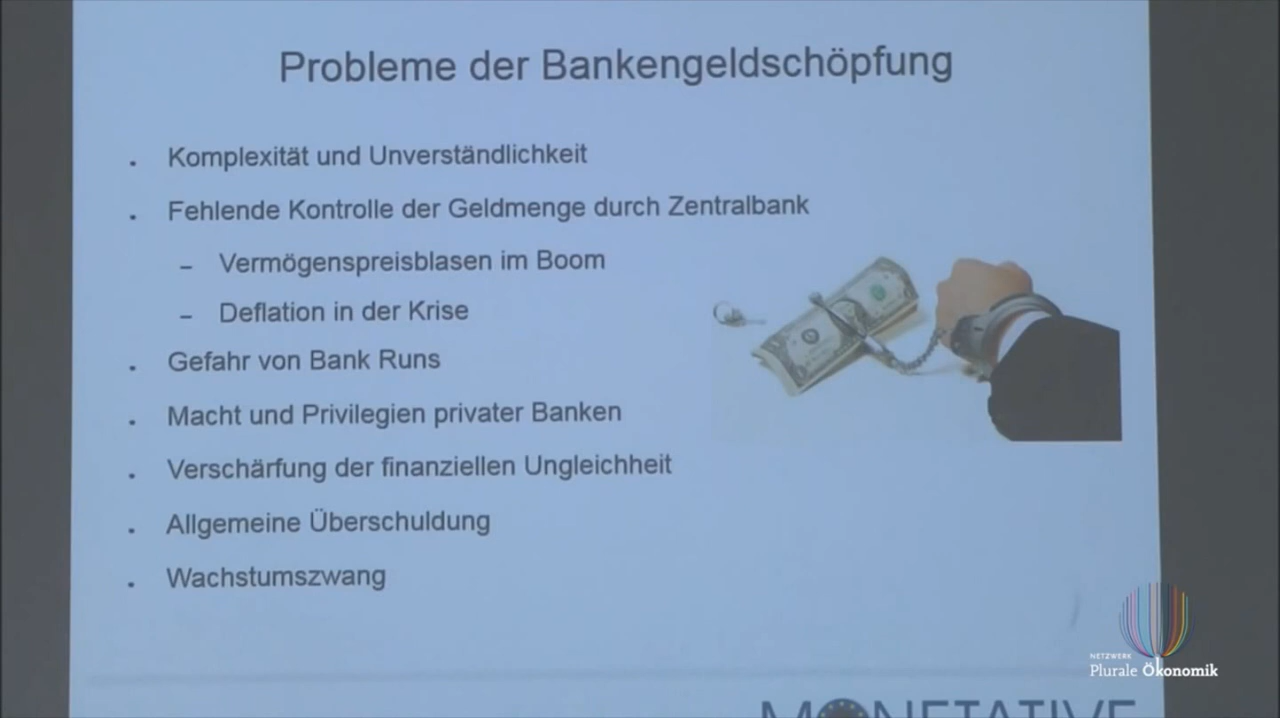 Probleme der Bankengeldschöpfung
. Komplexität und Unverständlichkeit
. Fehlende Kontrolle der Geldmenge durch Zentralbank
– Vermögenspreisblasen im Boom
– Deflation in der Krise
. Gefahr von Bank Runs
. Macht und Privilegien privater Banken
. Verschärfung der finanziellen Ungleichheit
. Allgemeine Überschuldung
. Wachstumszwang
NETZWERK
Plurale Ökonomik
MONETATIVE